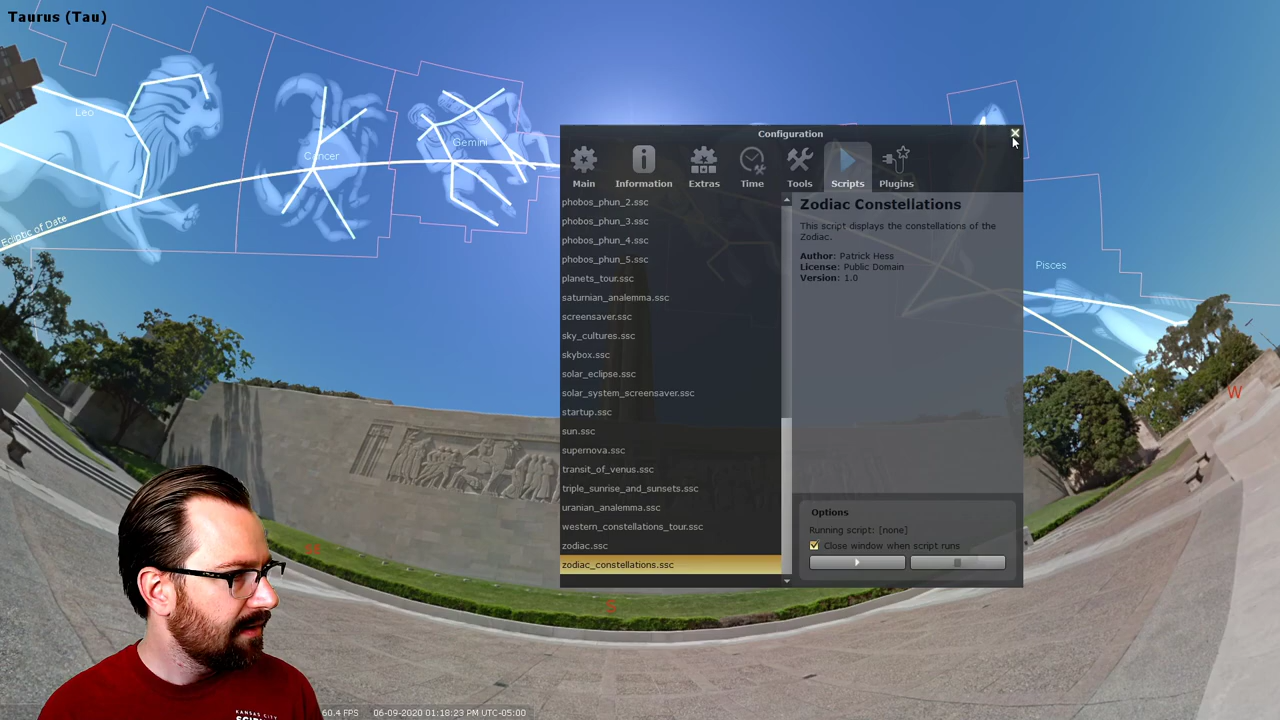 Taurus (Tau)
Leo
Cancer
Gemini
Ecliptic of Date
Pisces
Configuration
Main
Information
Extras
Time
Tools
Scripts
Plugins
phobos_phun_2.ssc
phobos_phun_3.ssc
phobos_phun_4.ssc
phobos_phun_5.ssc
planets_tour.ssc
saturnian_analemma.ssc
screensaver.ssc
sky_cultures.ssc
skybox.ssc
solar_eclipse.ssc
solar_system_screensaver.ssc
startup.ssc
sun.ssc
supernova.ssc
transit_of_venus.ssc
triple_sunrise_and_sunsets.ssc
uranian_analemma.ssc
western_constellations_tour.ssc
zodiac.ssc
zodiac_constellations.ssc
Zodiac Constellations
This script displays the constellations of the
Zodiac.
Author: Patrick Hess
License: Public Domain
Version: 1.0
Options
Running script: [none]
Close window when script runs
W
S
KANSAS CITY
60.4 FPS 06-09-2020 01:18:23 PM UTC-05:00